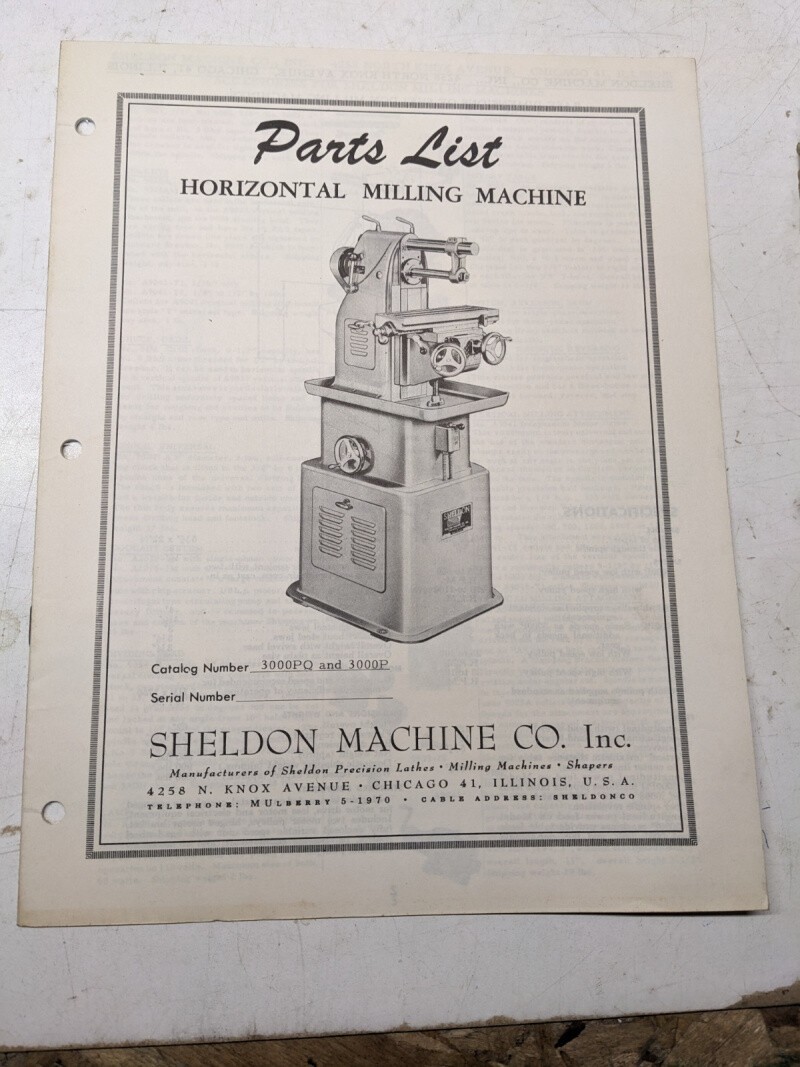 Parts List
HORIZONTAL MILLING MACHINE
SHELDON
Catalog Number 3000PQ and 3000P
Serial Number
SHELDON MACHINE CO. Inc.
Manufacturers of Sheldon Precision Lathes • Milling Machines • Shapers
4258 N. KNOX AVENUE • CHICAGO 41, ILLINOIS, U. S. A.
TELEPHONE: MULBERRY 5-1970 • CABLE ADDRESS: SHELDONCO